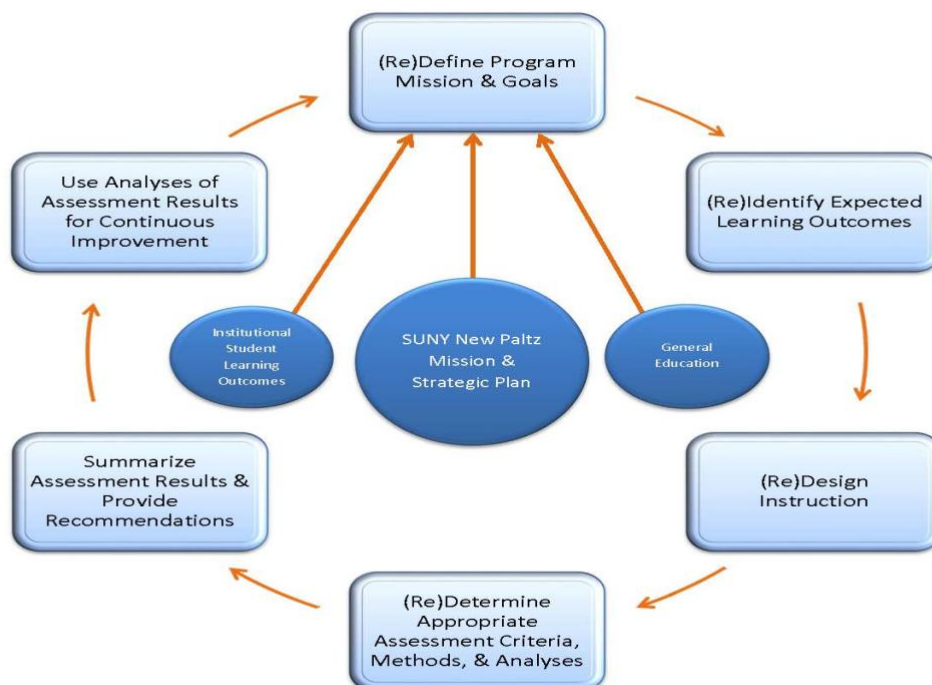 (Re)Define Program
Mission & Goals
(Re)Identify Expected
Learning Outcomes
(Re)Design
Instruction
(Re)Determine
Appropriate
Assessment Criteria,
Methods, & Analyses
Summarize
Assessment Results &
Provide
Recommendations
Use Analyses of
Assessment Results
for Continuous
Improvement
Institutional
Student
Learning
Outcomes
SUNY New Paltz
Mission &
Strategic Plan
General
Education